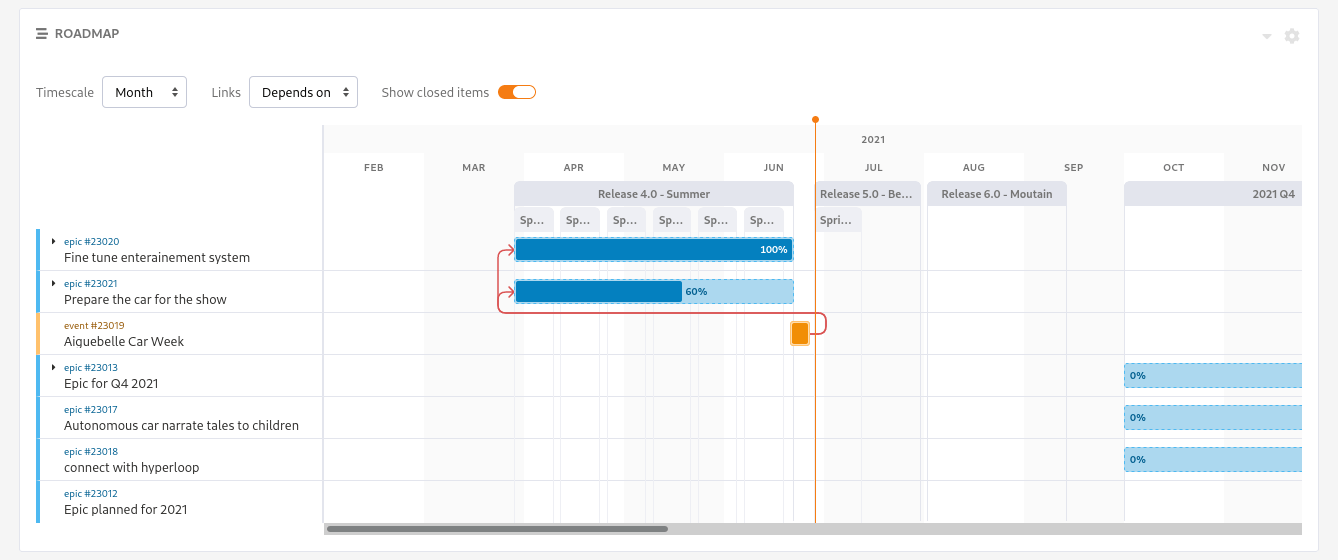 ROADMAP
Timescale Month Links Depends on Show closed items
2021
FEB MAR APR MAY JUN JUL AUG SEP OCT NOV
Release 4.0 - Summer Release 5.0 - Be... Release 6.0 - Moutain 2021 Q4
Sp... Sp... Sp... Sp... Sp... Sp... Spri...
epic #23020
Fine tune enterainement system
100%
epic #23021
Prepare the car for the show
60%
event #23019
Aiguebelle Car Week
epic #23013
Epic for Q4 2021
0%
epic #23017
Autonomous car narrate tales to children
0%
epic #23018
connect with hyperloop
0%
epic #23012
Epic planned for 2021